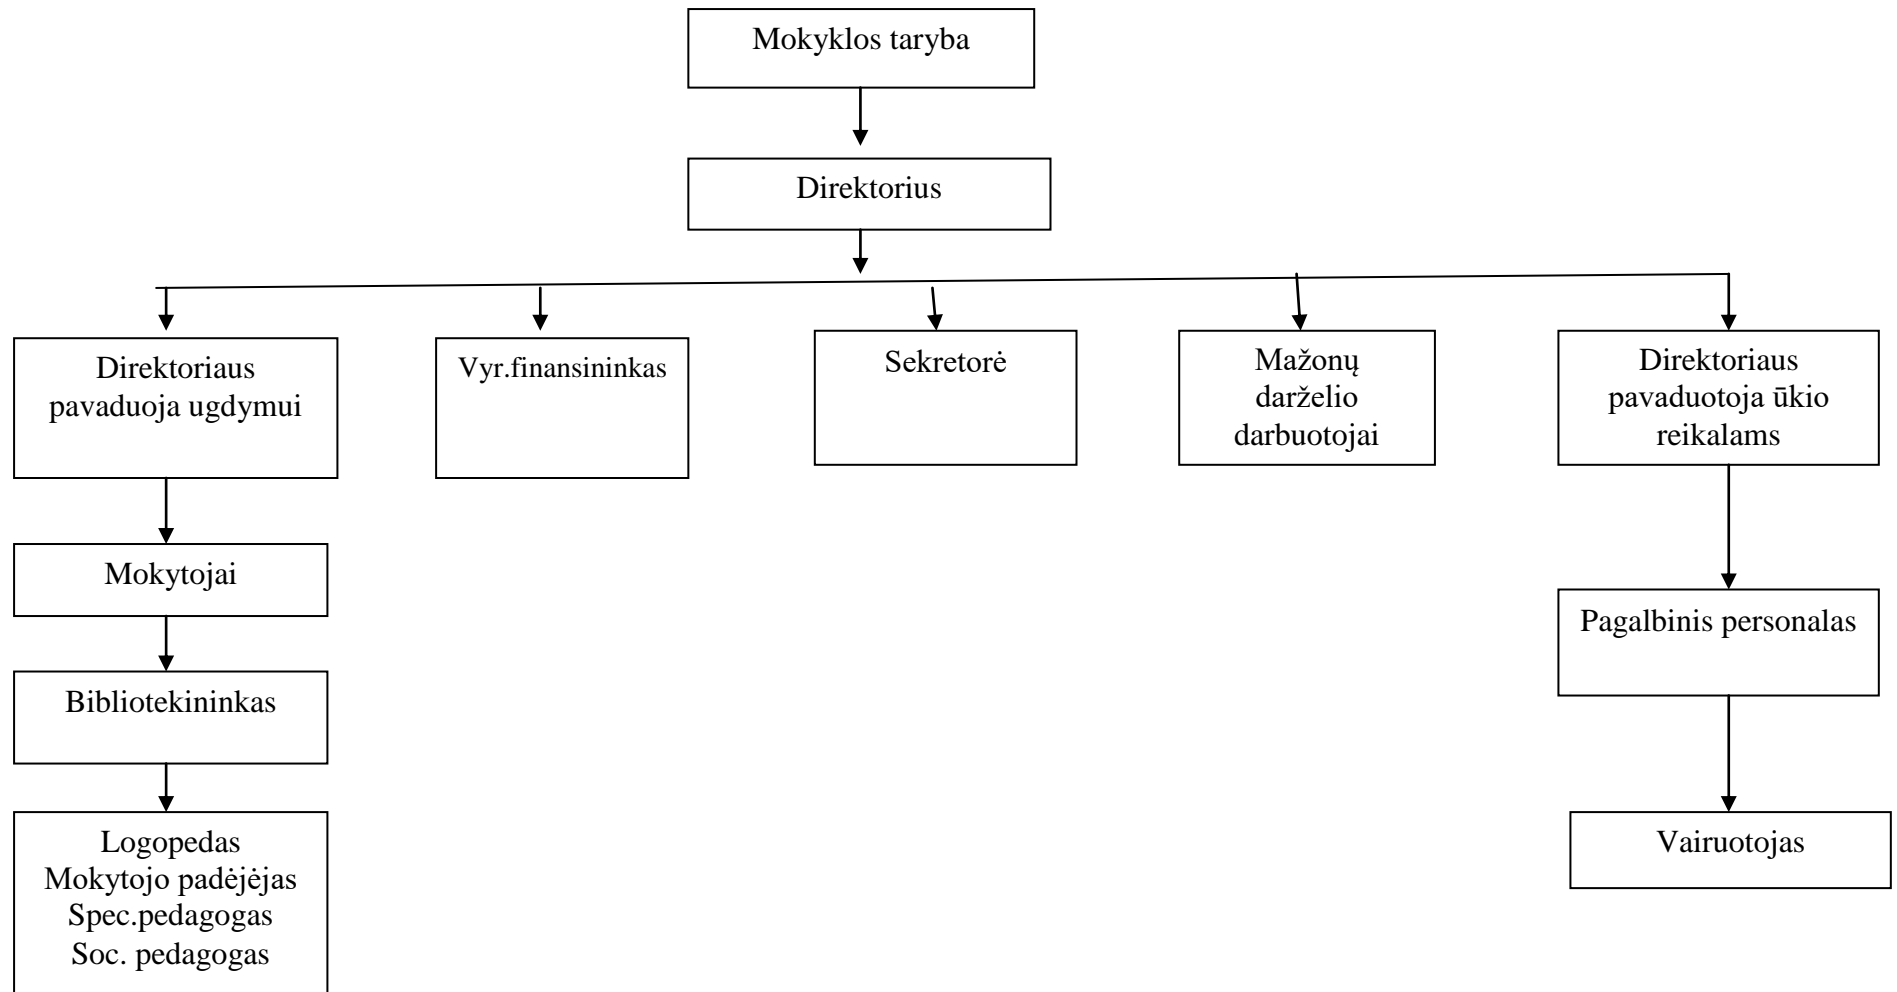 Mokyklos taryba
Direktorius
Direktoriaus
pavaduoja ugdymui
Vyr.finansininkas
Sekretorė
Mažonų
darželio
darbuotojai
Direktoriaus
pavaduotoja ūkio
reikalams
Mokytojai
Pagalbinis personalas
Bibliotekininkas
Logopedas
Mokytojo padėjėjas
Spec.pedagogas
Soc. pedagogas
Vairuotojas